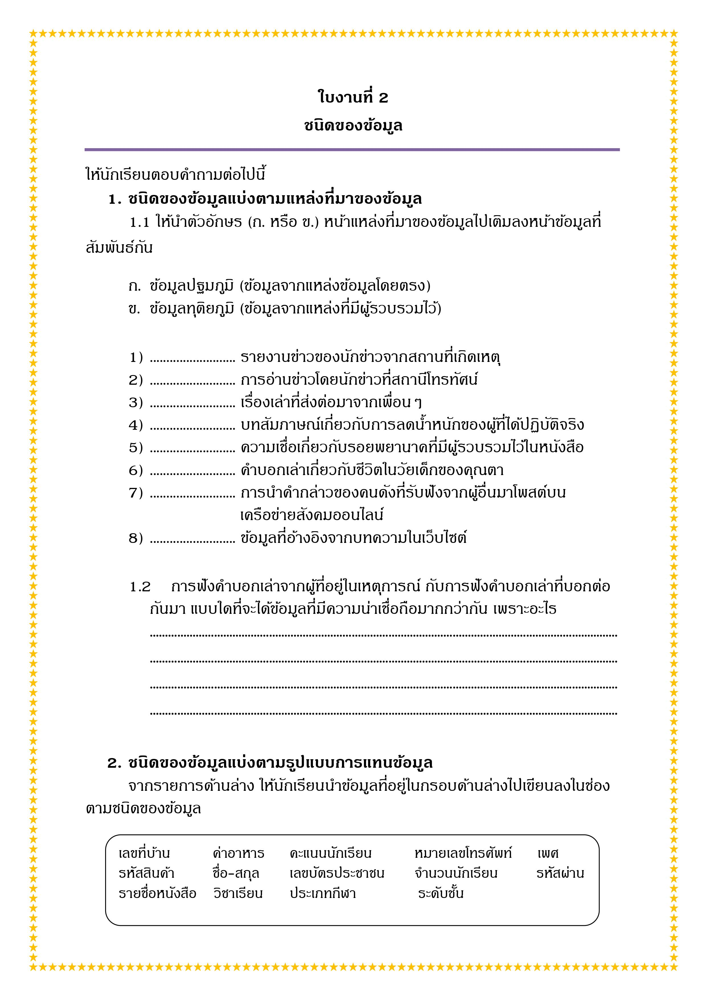 ใบงานที่ 2
ชนิดของข้อมูล
ให้นักเรียนตอบคำถามต่อไปนี้
1. ชนิดของข้อมูลแบ่งตามแหล่งที่มาของข้อมูล
1.1 ให้นำตัวอักษร (ก. หรือ ข.) หน้าแหล่งที่มาของข้อมูลไปเติมลงหน้าข้อมูลที่
สัมพันธ์กัน
ก. ข้อมูลปฐมภูมิ (ข้อมูลจากแหล่งข้อมูลโดยตรง)
ข. ข้อมูลทุติยภูมิ (ข้อมูลจากแหล่งที่มีผู้รวบรวมไว้)
1) .......................... รายงานข่าวของนักข่าวจากสถานที่เกิดเหตุ
2) .......................... การอ่านข่าวโดยนักข่าวที่สถานีโทรทัศน์
3) .......................... เรื่องเล่าที่ส่งต่อมาจากเพื่อน ๆ
4) .......................... บทสัมภาษณ์เกี่ยวกับการลดน้ำหนักของผู้ที่ได้ปฏิบัติจริง
5) .......................... ความเชื่อเกี่ยวกับรอยพยานาคที่มีผู้รวบรวมไว้ในหนังสือ
6) .......................... คำบอกเล่าเกี่ยวกับชีวิตในวัยเด็กของคุณตา
7) .......................... การนำคำกล่าวของคนดังที่รับฟังจากผู้อื่นมาโพสต์บน
เครือข่ายสังคมออนไลน์
8) .......................... ข้อมูลที่อ้างอิงจากบทความในเว็บไซต์
1.2 การฟังคำบอกเล่าจากผู้ที่อยู่ในเหตุการณ์ กับการฟังคำบอกเล่าที่บอกต่อ
กันมา แบบใดที่จะได้ข้อมูลที่มีความน่าเชื่อถือมากกว่ากัน เพราะอะไร
................................................................................
................................................................................
................................................................................
................................................................................
2. ชนิดของข้อมูลแบ่งตามรูปแบบการแทนข้อมูล
จากรายการด้านล่าง ให้นักเรียนนำข้อมูลที่อยู่ในกรอบด้านล่างไปเขียนลงในช่อง
ตามชนิดของข้อมูล
เลขที่บ้าน ค่าอาหาร คะแนนนักเรียน หมายเลขโทรศัพท์ เพศ
รหัสสินค้า ชื่อ-สกุล เลขบัตรประชาชน จำนวนนักเรียน รหัสผ่าน
รายชื่อหนังสือ วิชาเรียน ประเภทกีฬา ระดับชั้น